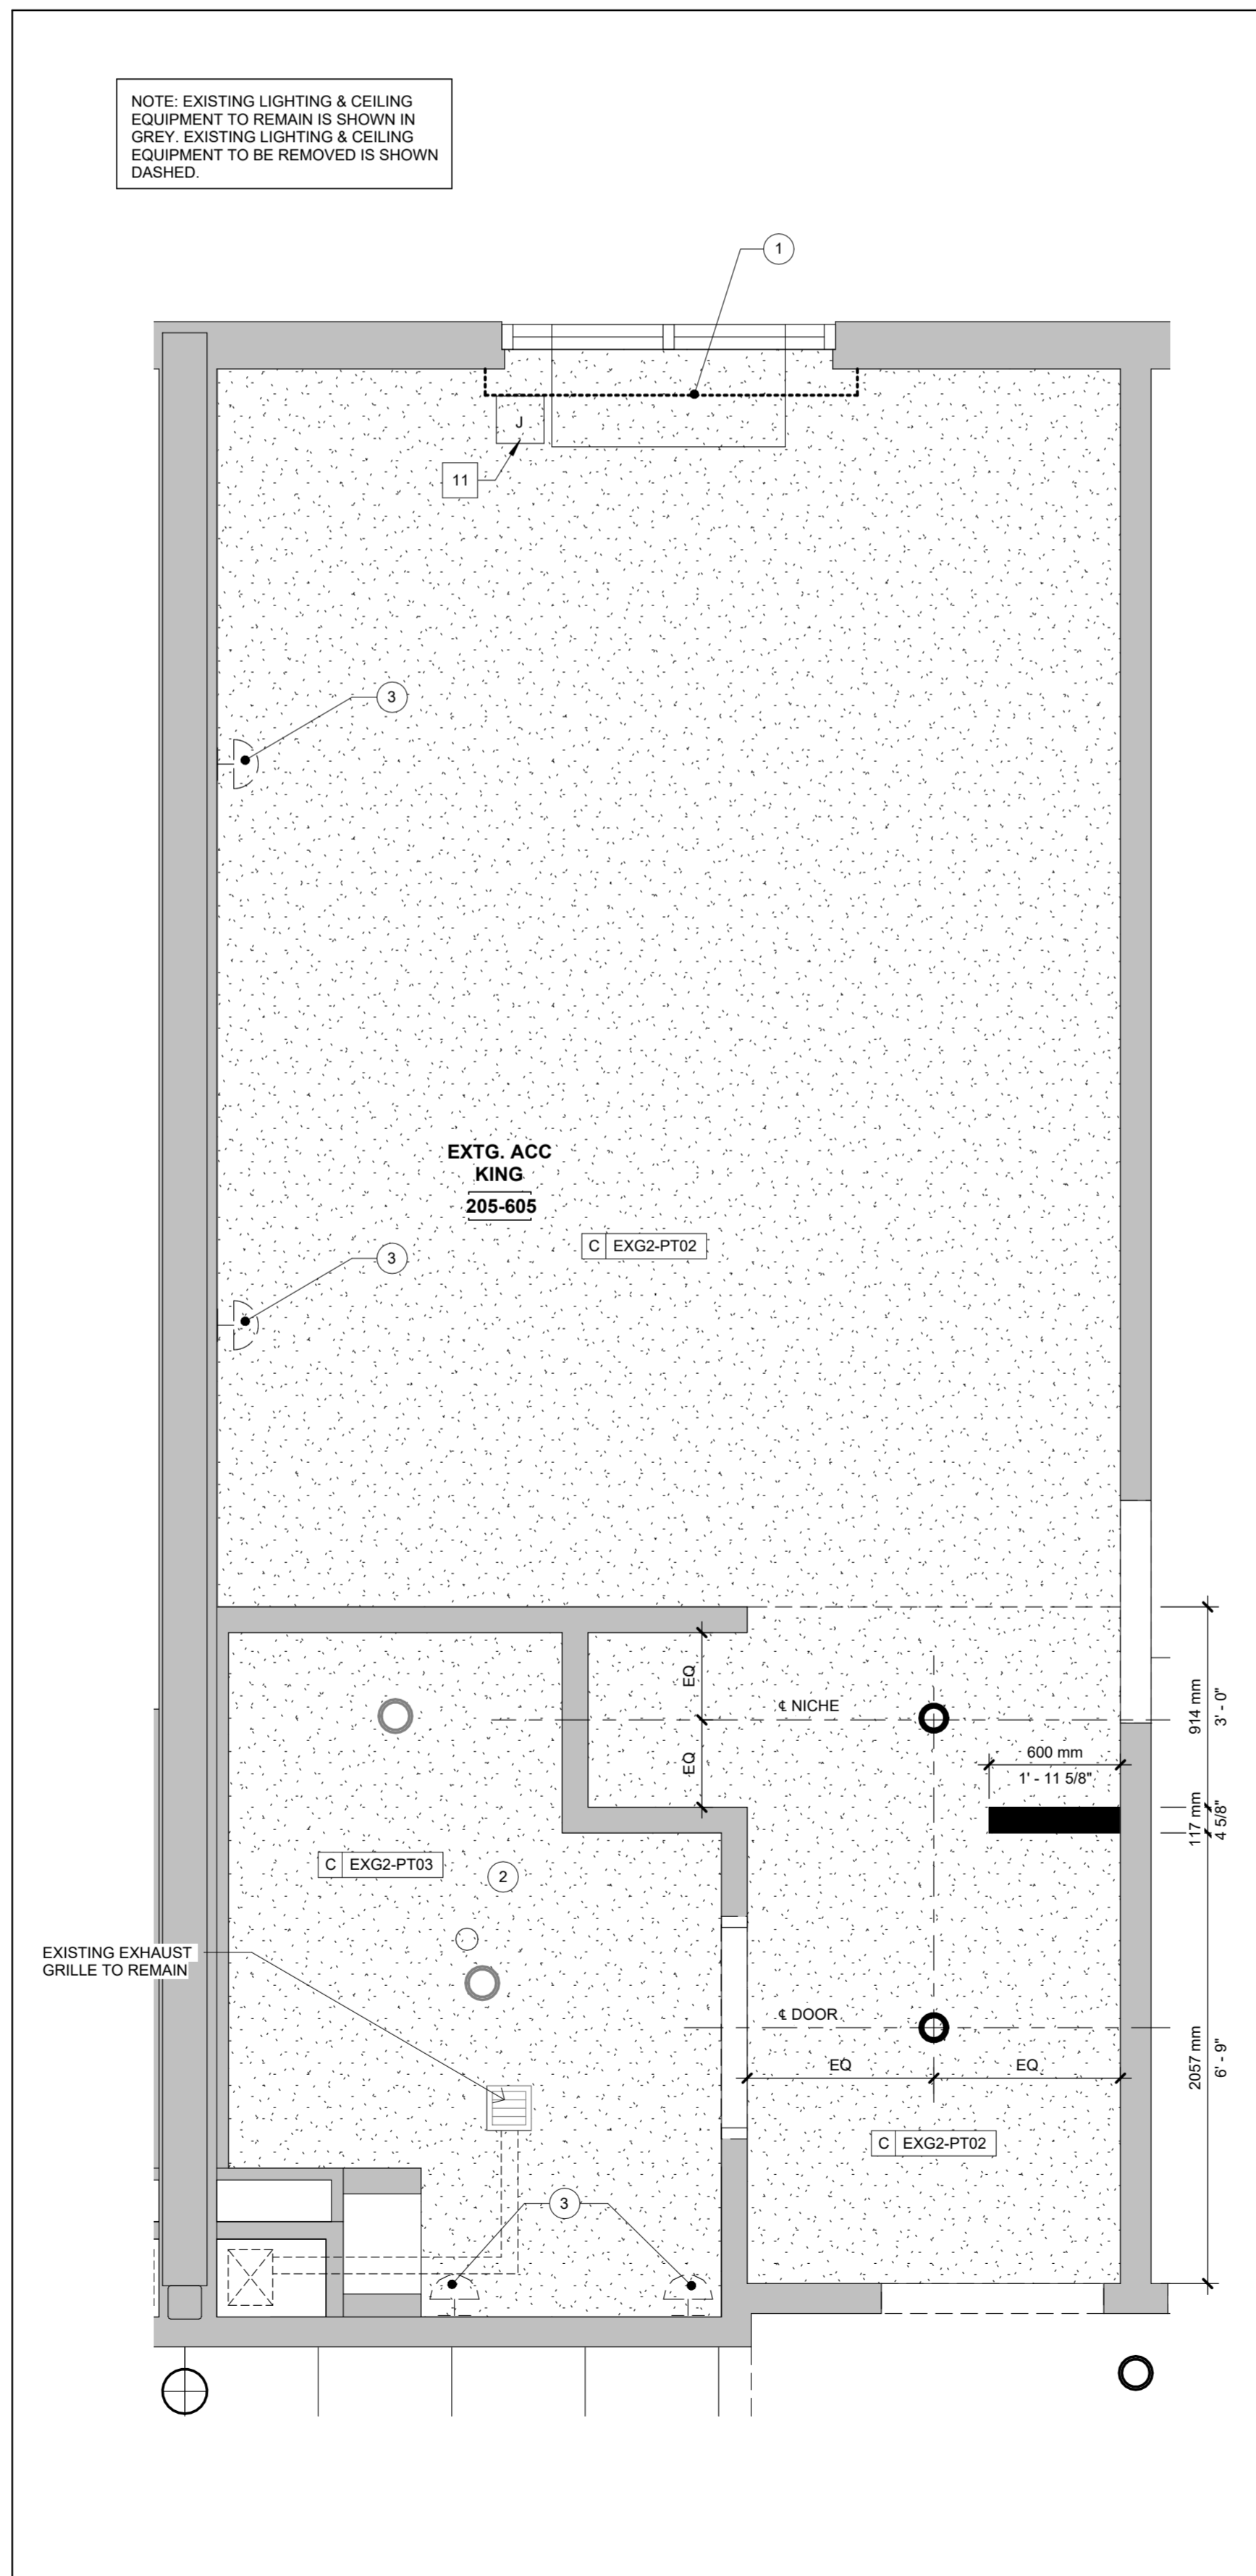 NOTE: EXISTING LIGHTING & CEILING
EQUIPMENT TO REMAIN IS SHOWN IN
GREY. EXISTING LIGHTING & CEILING
EQUIPMENT TO BE REMOVED IS SHOWN
DASHED.
1
J
11
3
EXTG. ACC
KING
205-605
C EXG2-PT02
3
EQ
℄ NICHE
EQ
914 mm
3' - 0"
600 mm
1' - 11 5/8"
117 mm
4 5/8"
C EXG2-PT03
2
EXISTING EXHAUST
GRILLE TO REMAIN
℄ DOOR
EQ
EQ
2057 mm
6' - 9"
C EXG2-PT02
3